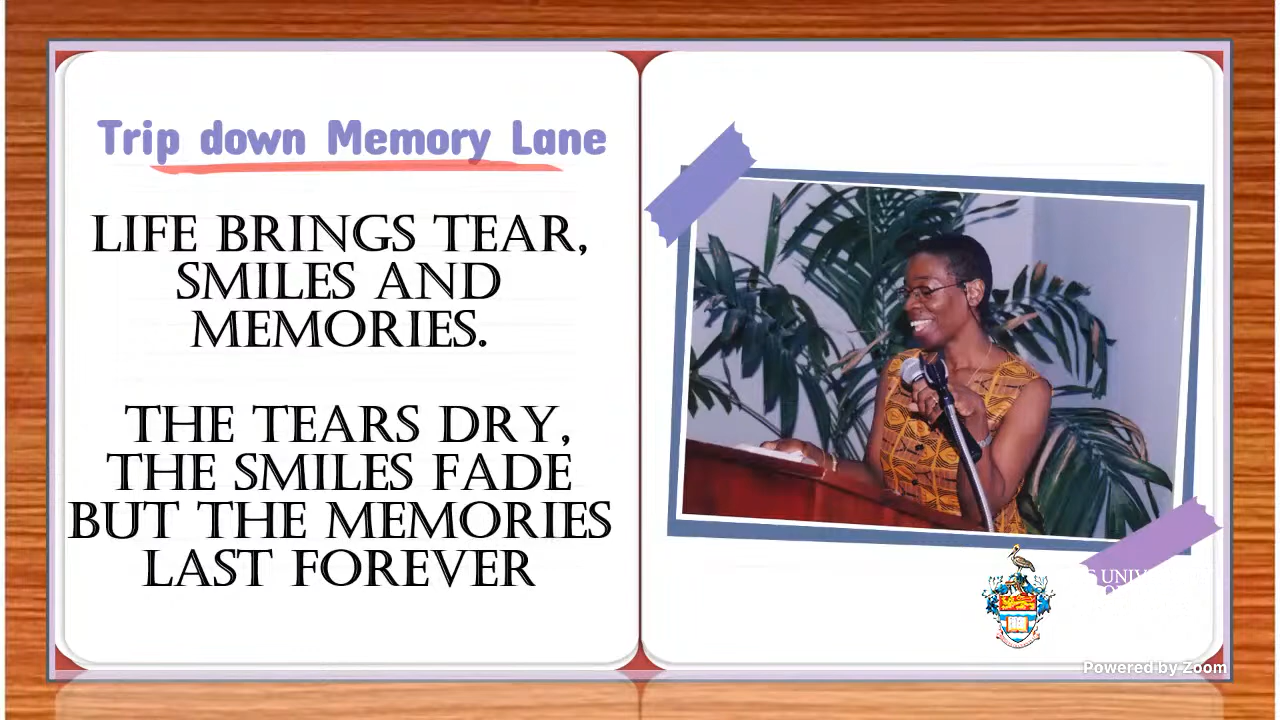 Trip down Memory Lane
LIFE BRINGS TEAR,
SMILES AND
MEMORIES.
THE TEARS DRY,
THE SMILES FADE
BUT THE MEMORIES
LAST FOREVER
Powered by Zoom